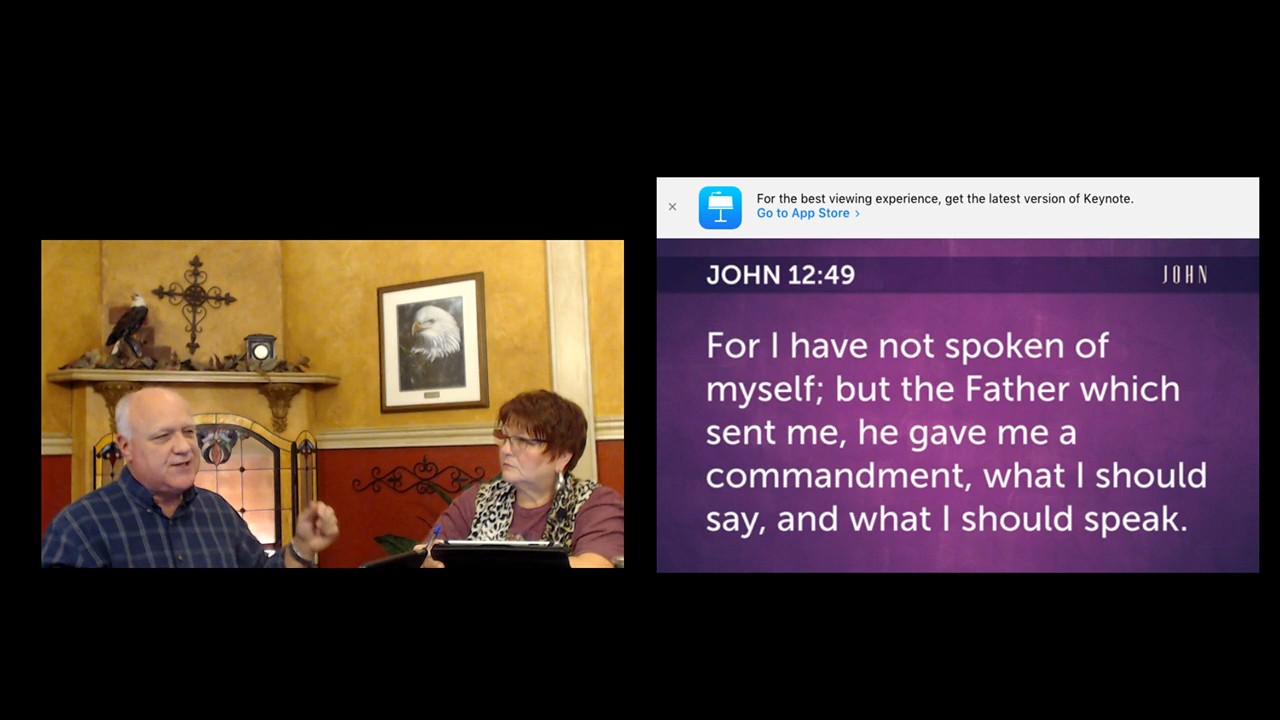 For the best viewing experience, get the latest version of Keynote.
Go to App Store >
JOHN 12:49
JOHN
For I have not spoken of
myself; but the Father which
sent me, he gave me a
commandment, what I should
say, and what I should speak.